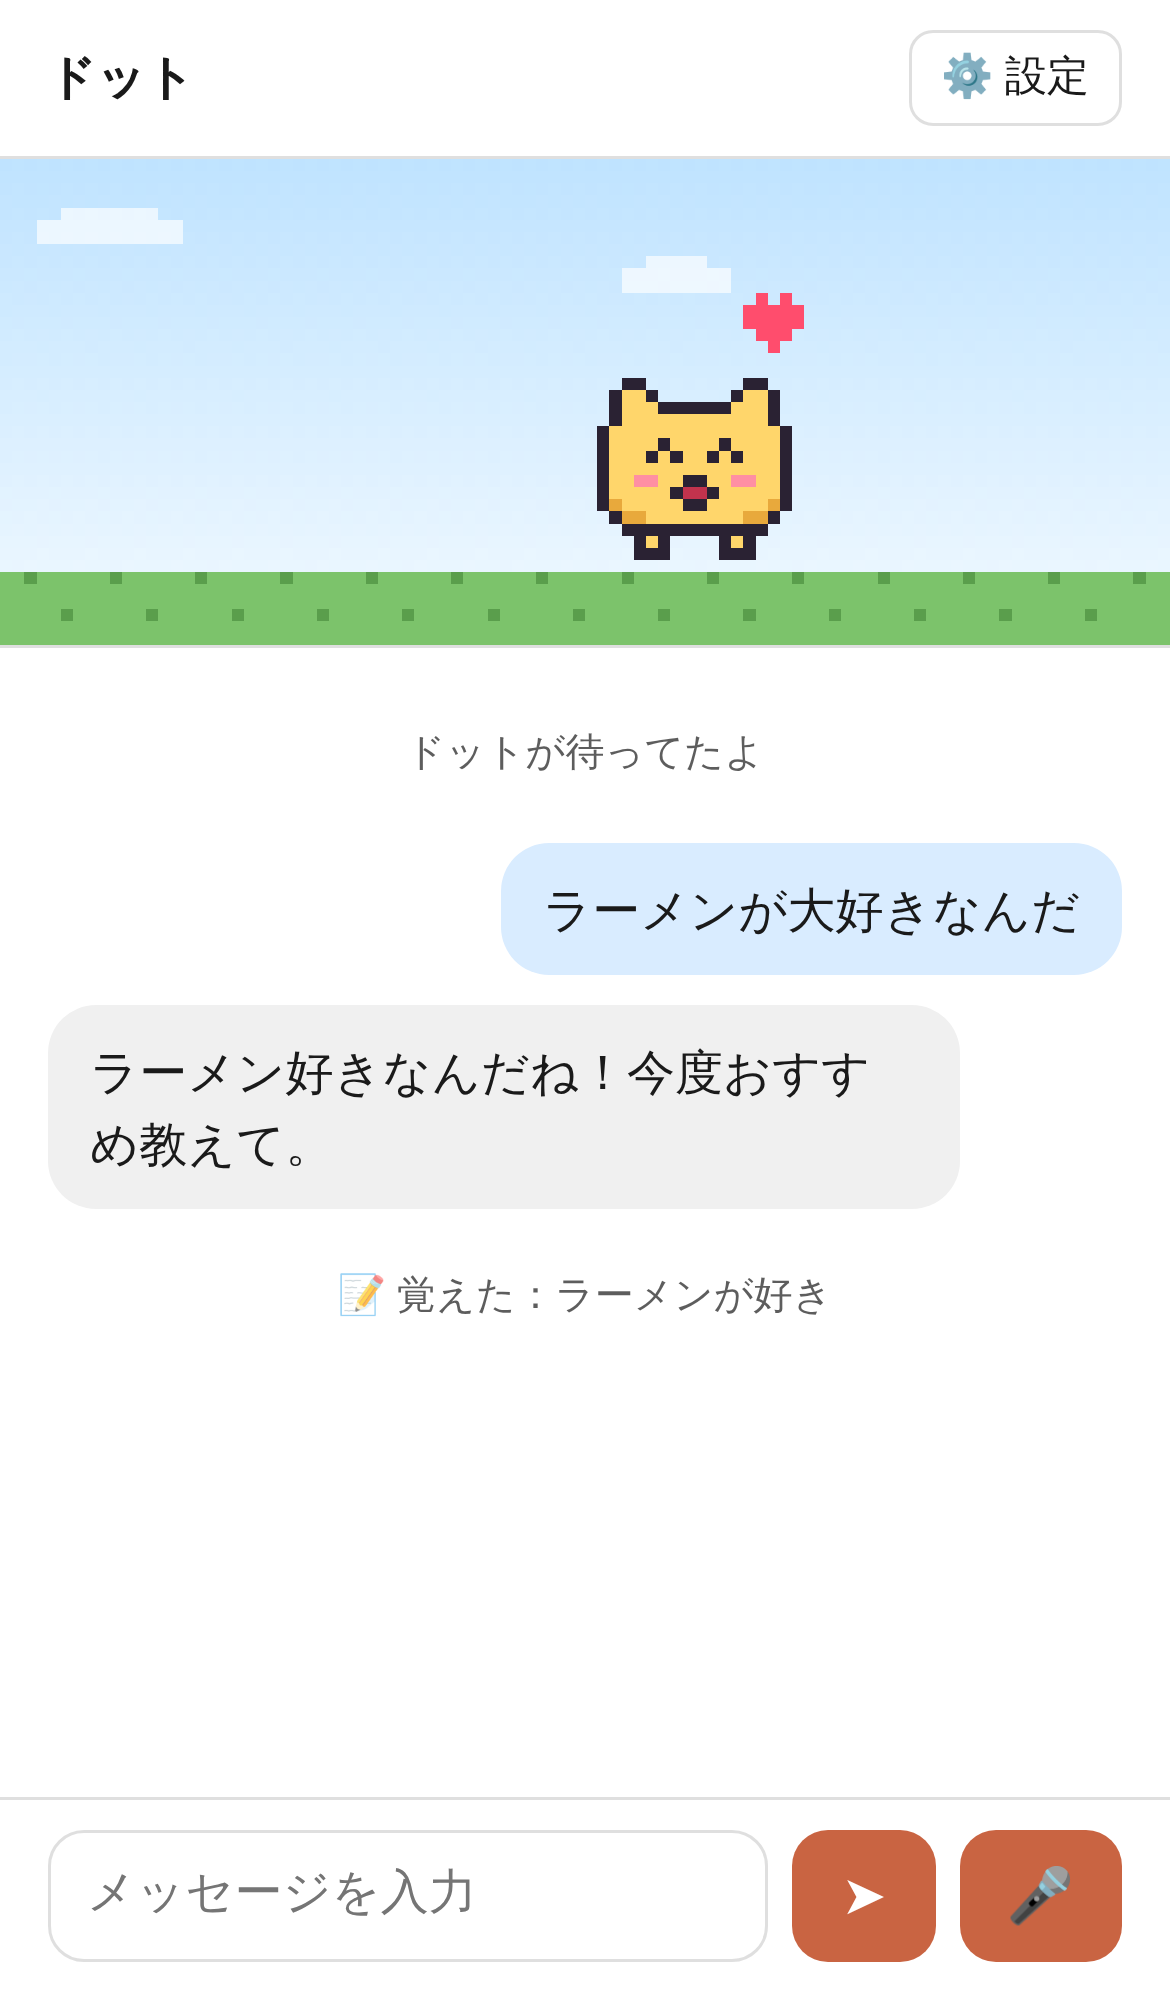 ドット
⚙️ 設定
ドットが待ってたよ
ラーメンが大好きなんだ
ラーメン好きなんだね！今度おすす
め教えて。
📝 覚えた：ラーメンが好き
メッセージを入力